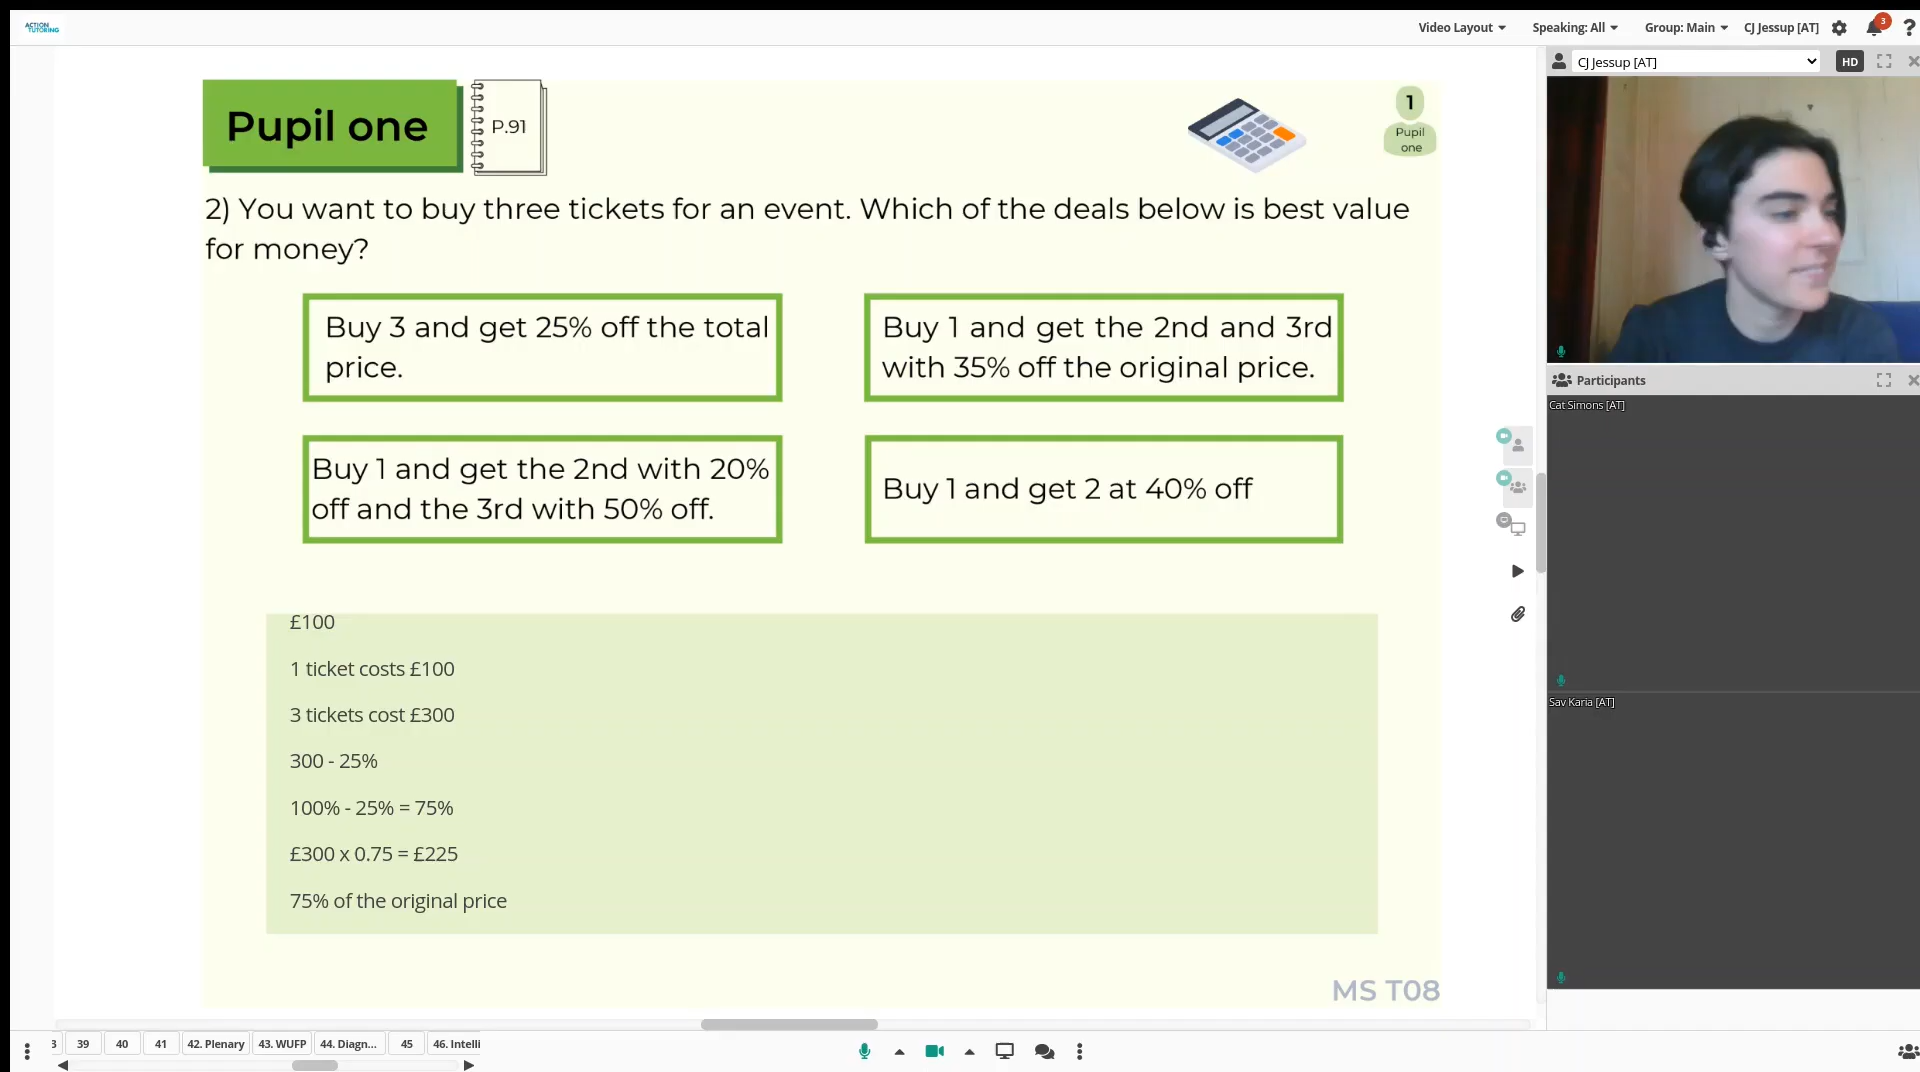 ACTION
TUTORING
Video Layout
Speaking: All
Group: Main
CJ Jessup [AT]
3
?
CJ Jessup [AT]
HD
Pupil one
P.91
1
Pupil
one
2) You want to buy three tickets for an event. Which of the deals below is best value
for money?
Buy 3 and get 25% off the total
price.
Buy 1 and get the 2nd and 3rd
with 35% off the original price.
Buy 1 and get the 2nd with 20%
off and the 3rd with 50% off.
Buy 1 and get 2 at 40% off
£100
1 ticket costs £100
3 tickets cost £300
300 - 25%
100% - 25% = 75%
£300 x 0.75 = £225
75% of the original price
MS T08
Participants
Cat Simons [AT]
Sav Karia [AT]
39
40
41
42. Plenary
43. WUFP
44. Diagn...
45
46. Intelli